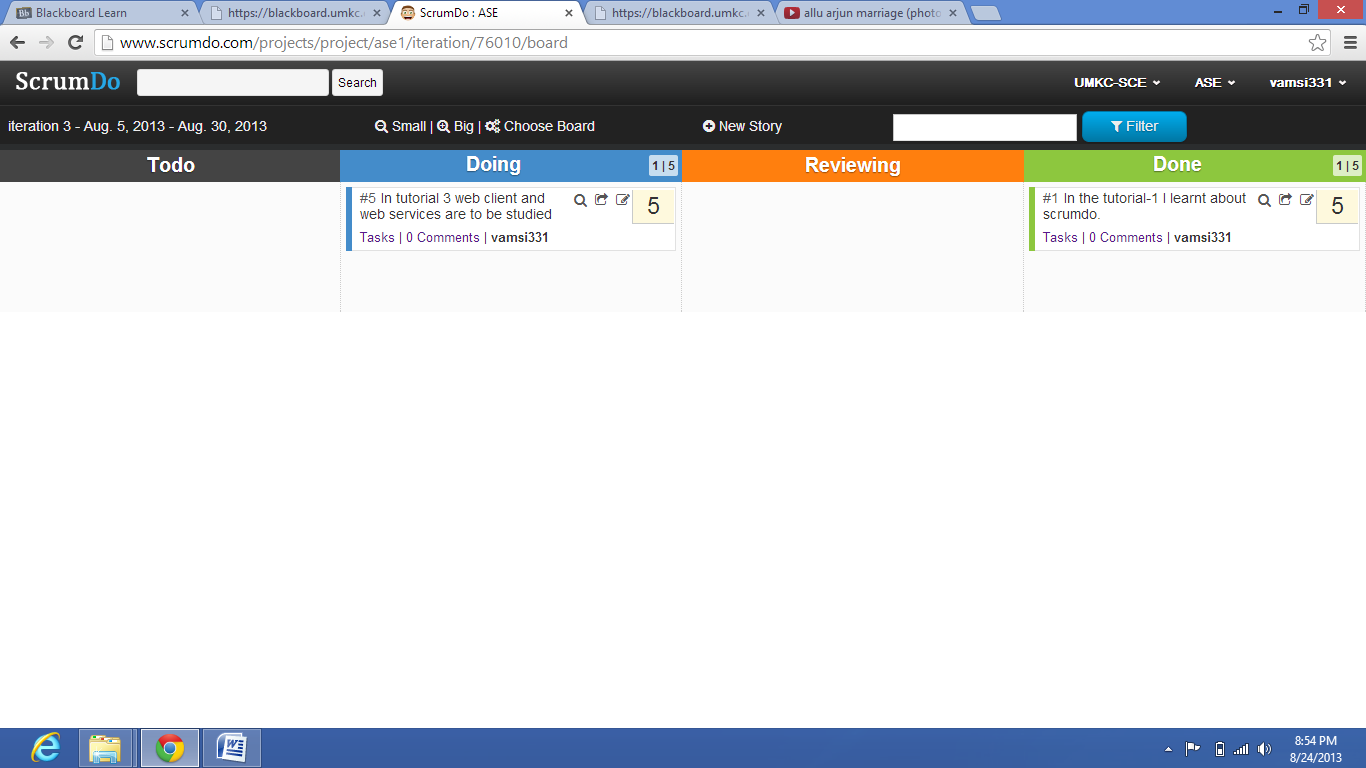 Blackboard Learn
https://blackboard.umkc.
ScrumDo : ASE
https://blackboard.umkc.
allu arjun marriage (photo
www.scrumdo.com/projects/project/ase1/iteration/76010/board
ScrumDo Search UMKC-SCE ASE vamsi331
iteration 3 - Aug. 5, 2013 - Aug. 30, 2013 Small | Big | Choose Board New Story Filter
Todo Doing 1 | 5 Reviewing Done 1 | 5
#5 In tutorial 3 web client and
web services are to be studied
5
Tasks | 0 Comments | vamsi331
#1 In the tutorial-1 I learnt about
scrumdo.
5
Tasks | 0 Comments | vamsi331
8:54 PM
8/24/2013